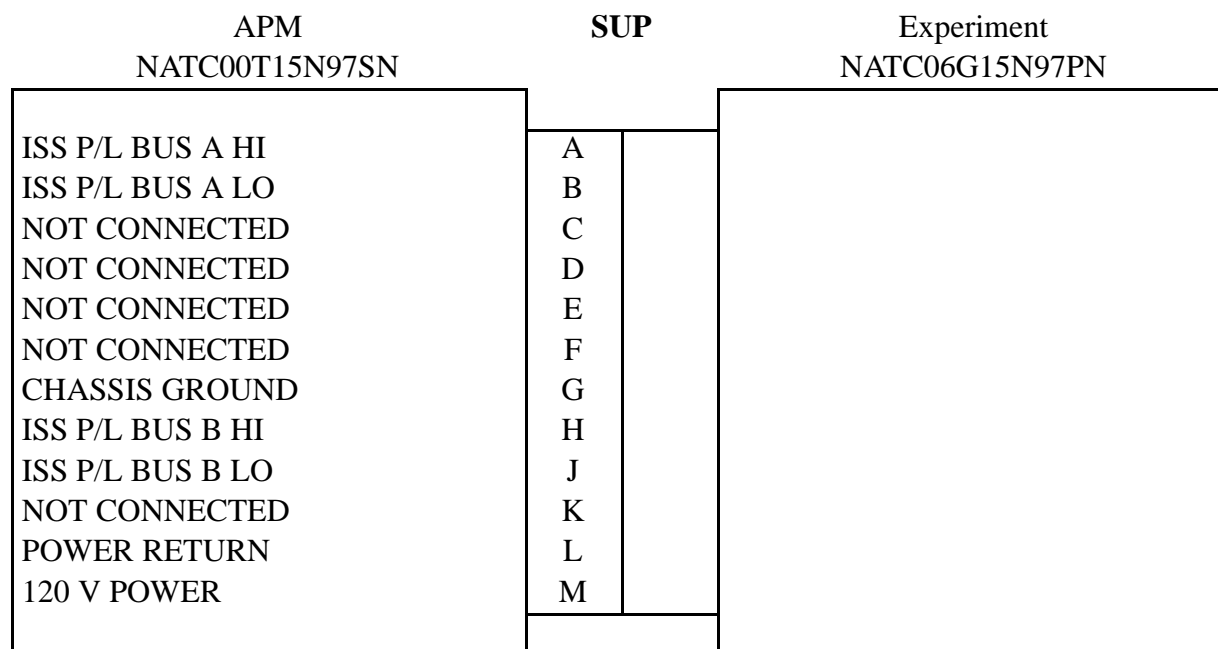 APM SUP Experiment
NATC00T15N97SN NATC06G15N97PN
ISS P/L BUS A HI A
ISS P/L BUS A LO B
NOT CONNECTED C
NOT CONNECTED D
NOT CONNECTED E
NOT CONNECTED F
CHASSIS GROUND G
ISS P/L BUS B HI H
ISS P/L BUS B LO J
NOT CONNECTED K
POWER RETURN L
120 V POWER M